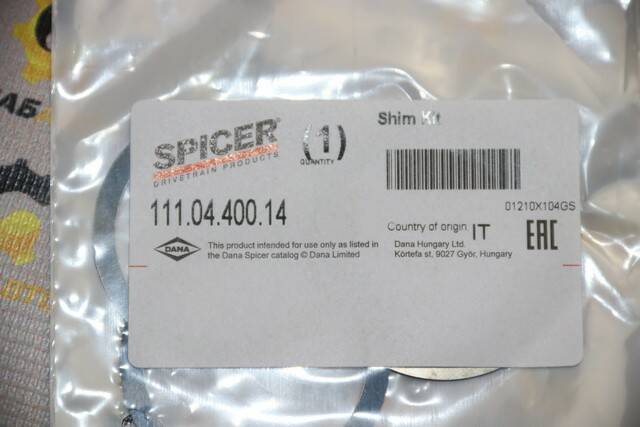 SPICER®
DRIVETRAIN PRODUCTS
(1)
QUANTITY
Shim Kit
01210X104GS
111.04.400.14
Country of origin IT
EAC
DANA
This product intended for use only as listed in
the Dana Spicer catalog © Dana Limited
Dana Hungary Ltd.
Körtefa st, 9027 Győr, Hungary